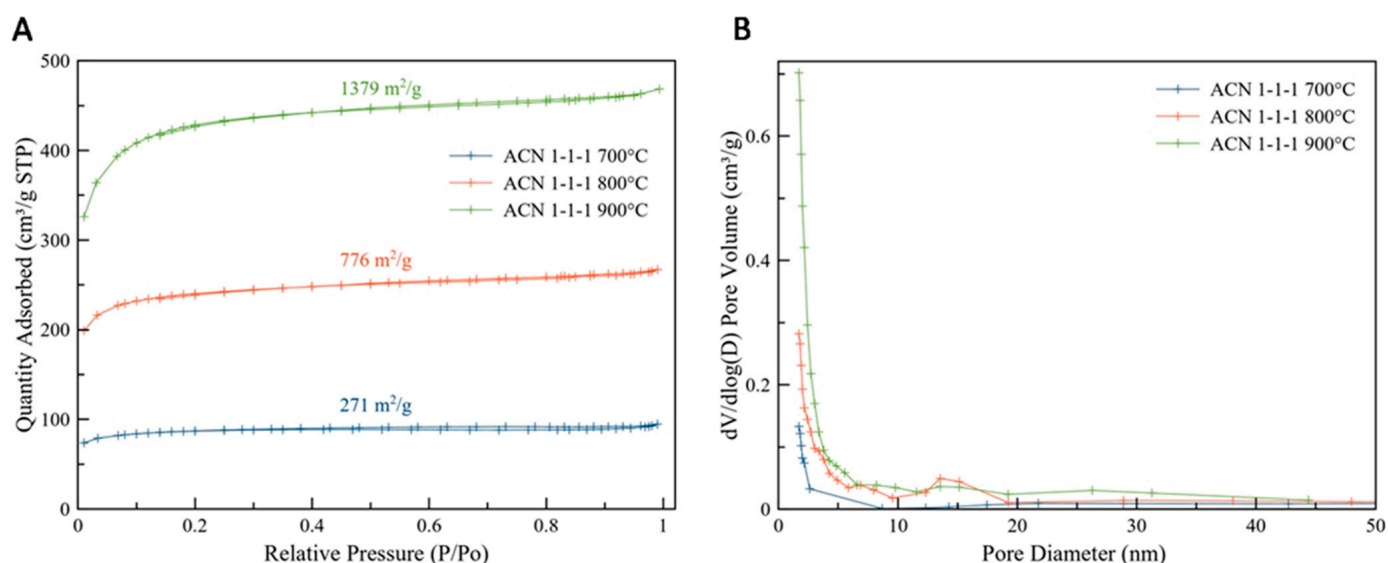 A
Quantity Adsorbed (cm³/g STP)
500
400
300
200
100
0
1379 m²/g
776 m²/g
271 m²/g
ACN 1-1-1 700°C
ACN 1-1-1 800°C
ACN 1-1-1 900°C
0 0.2 0.4 0.6 0.8 1
Relative Pressure (P/Po)
B
dV/dlog(D) Pore Volume (cm³/g)
0.6
0.4
0.2
0
ACN 1-1-1 700°C
ACN 1-1-1 800°C
ACN 1-1-1 900°C
0 10 20 30 40 50
Pore Diameter (nm)